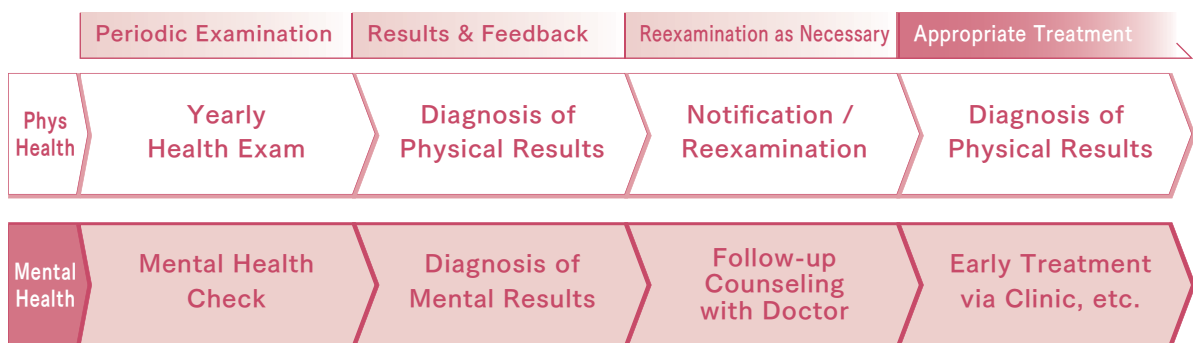 Periodic Examination
Results & Feedback
Reexamination as Necessary
Appropriate Treatment
Phys
Health
Yearly
Health Exam
Diagnosis of
Physical Results
Notification /
Reexamination
Diagnosis of
Physical Results
Mental
Health
Mental Health
Check
Diagnosis of
Mental Results
Follow-up
Counseling
with Doctor
Early Treatment
via Clinic, etc.